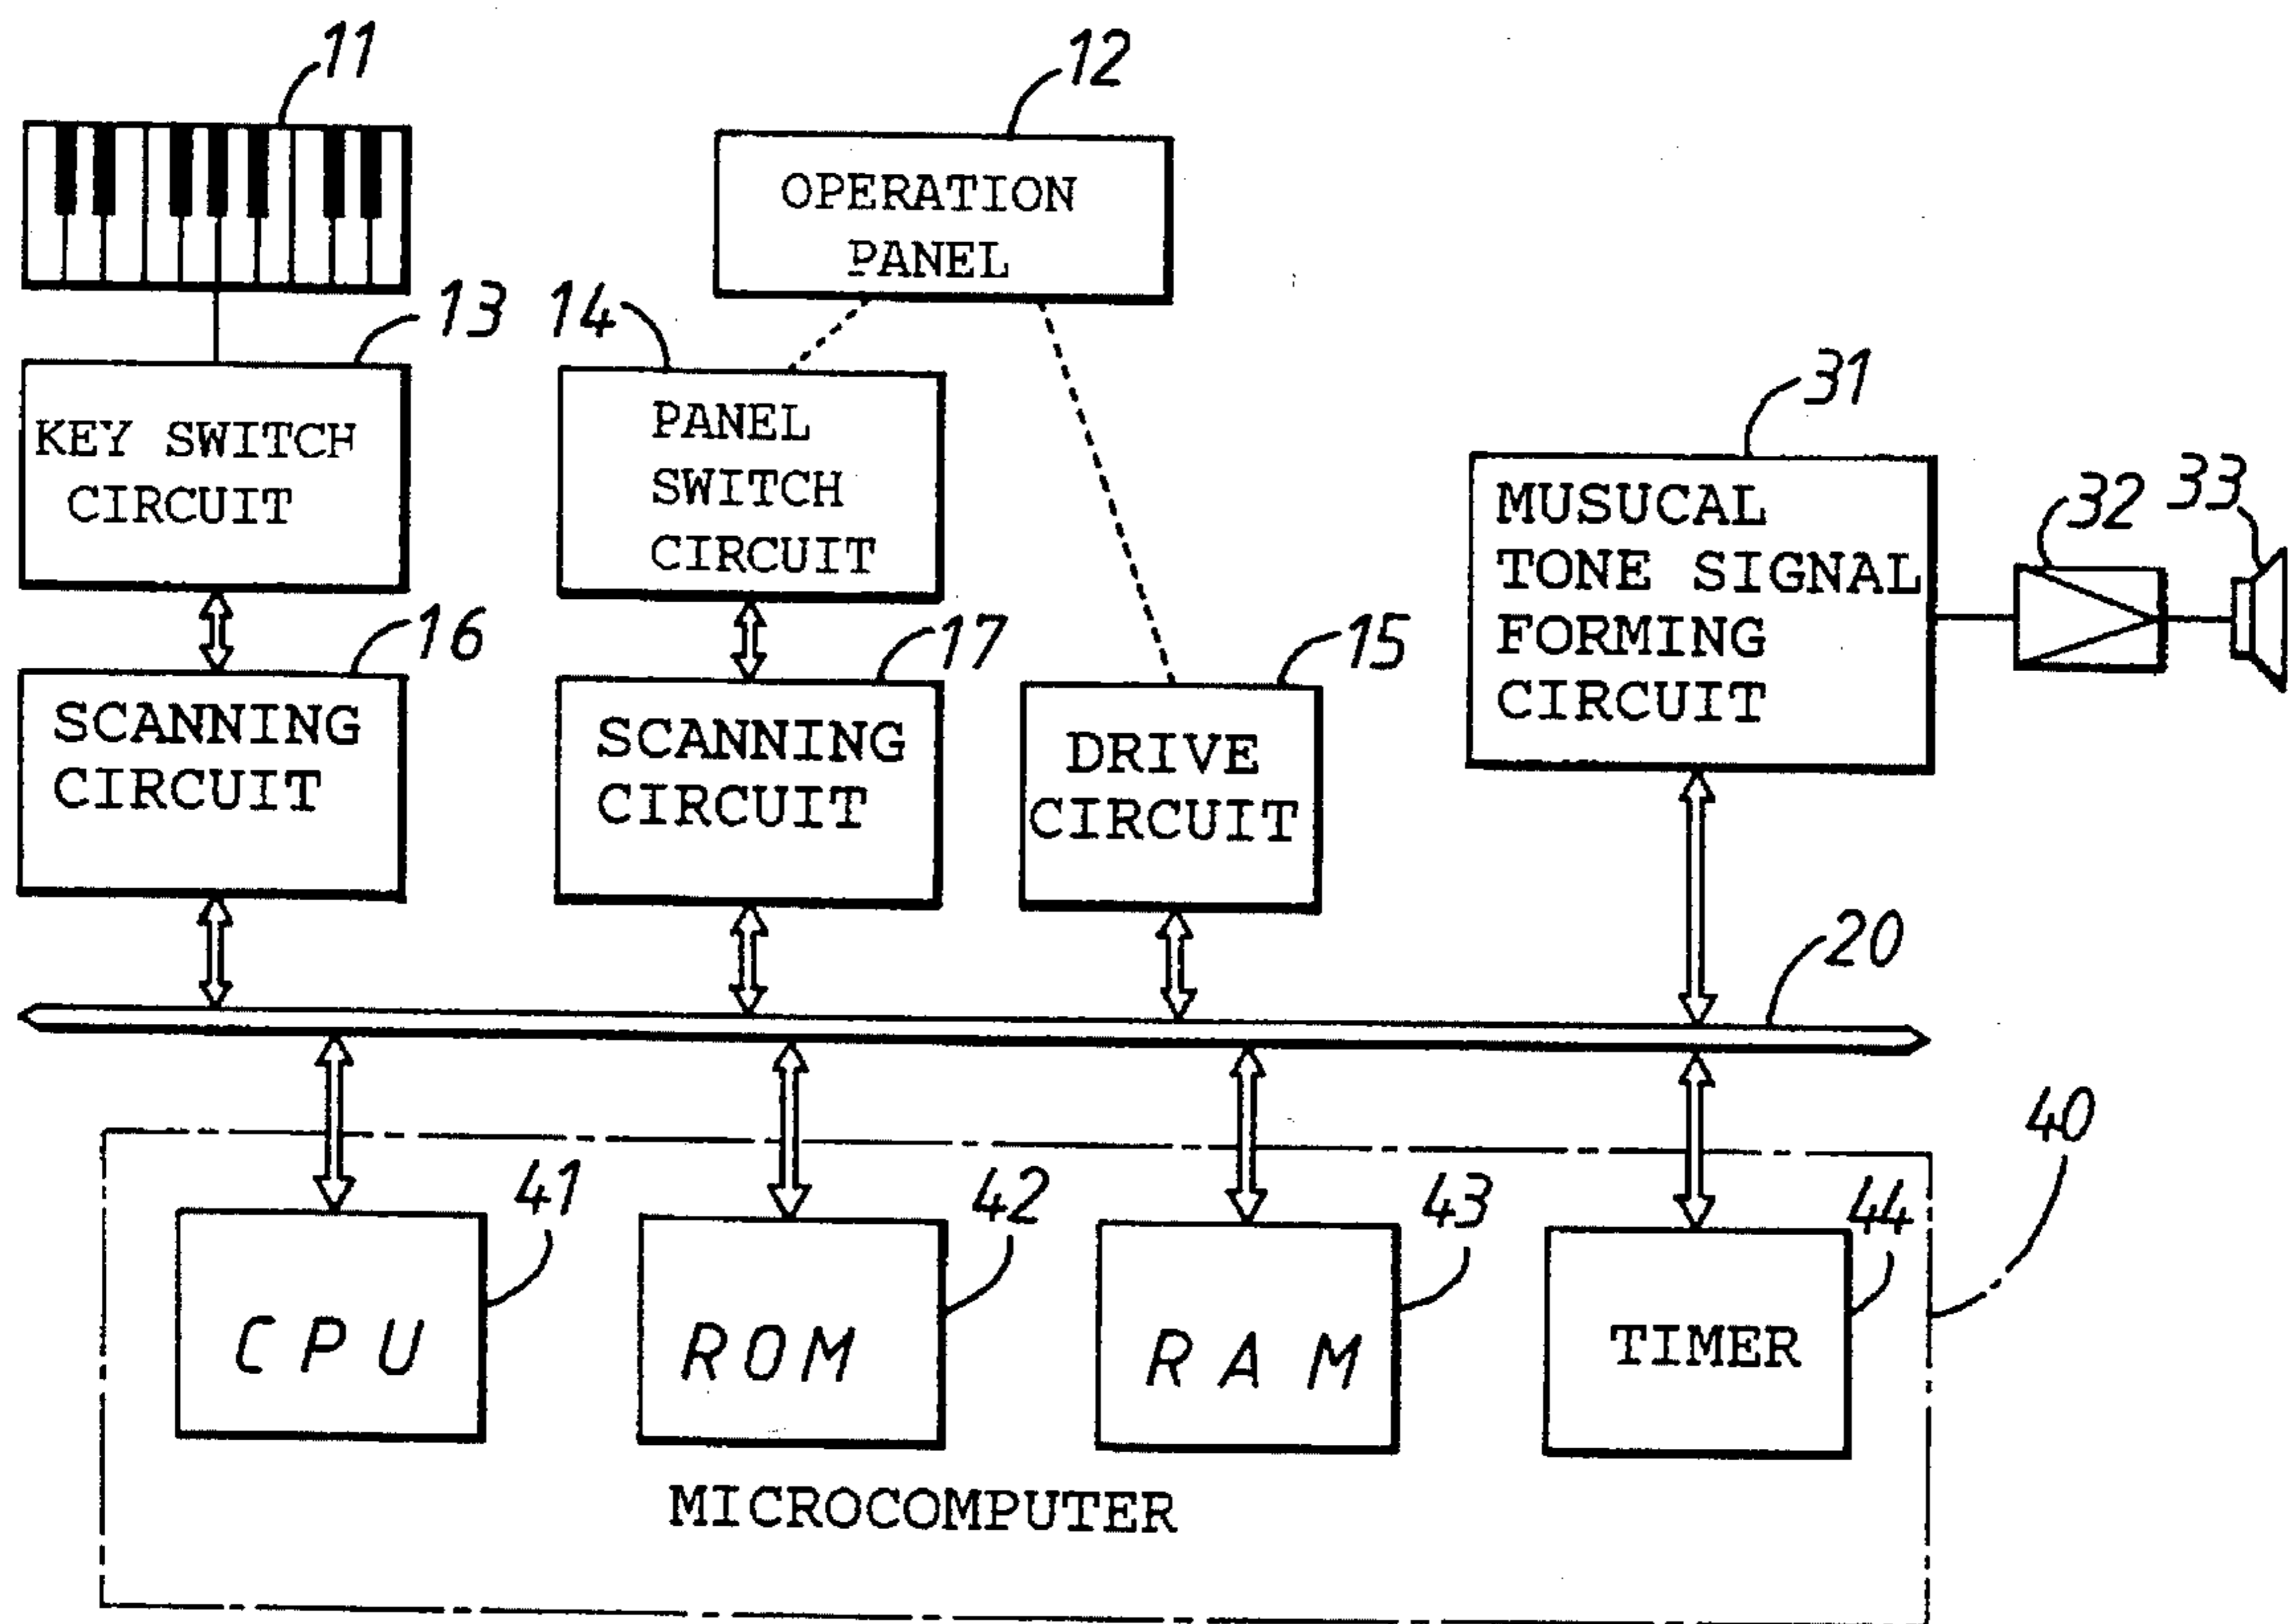 11
12
OPERATION
PANEL
13
14
KEY SWITCH
CIRCUIT
PANEL
SWITCH
CIRCUIT
31
MUSUCAL
TONE SIGNAL
FORMING
CIRCUIT
32
33
16
17
15
SCANNING
CIRCUIT
SCANNING
CIRCUIT
DRIVE
CIRCUIT
20
40
41
42
43
44
CPU
ROM
RAM
TIMER
MICROCOMPUTER